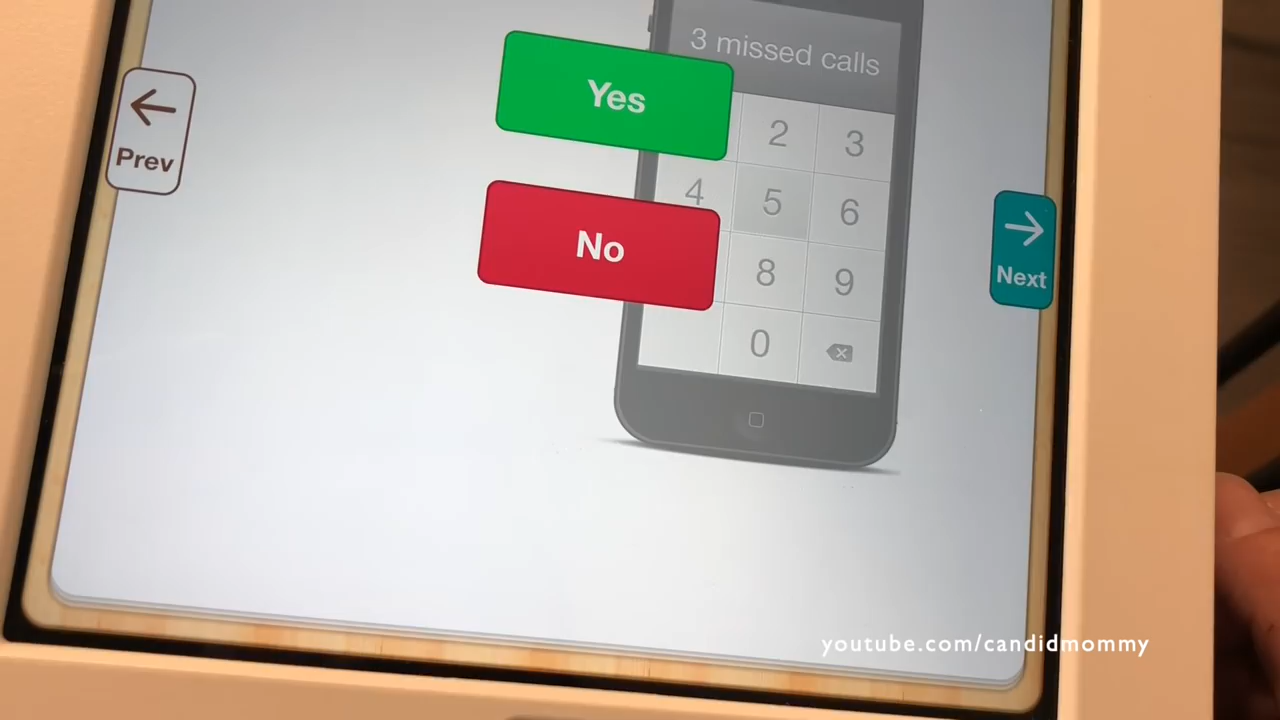 3 missed calls
Yes
2 3
Prev
4 5 6
No
Next
8 9
0
youtube.com/candidmommy